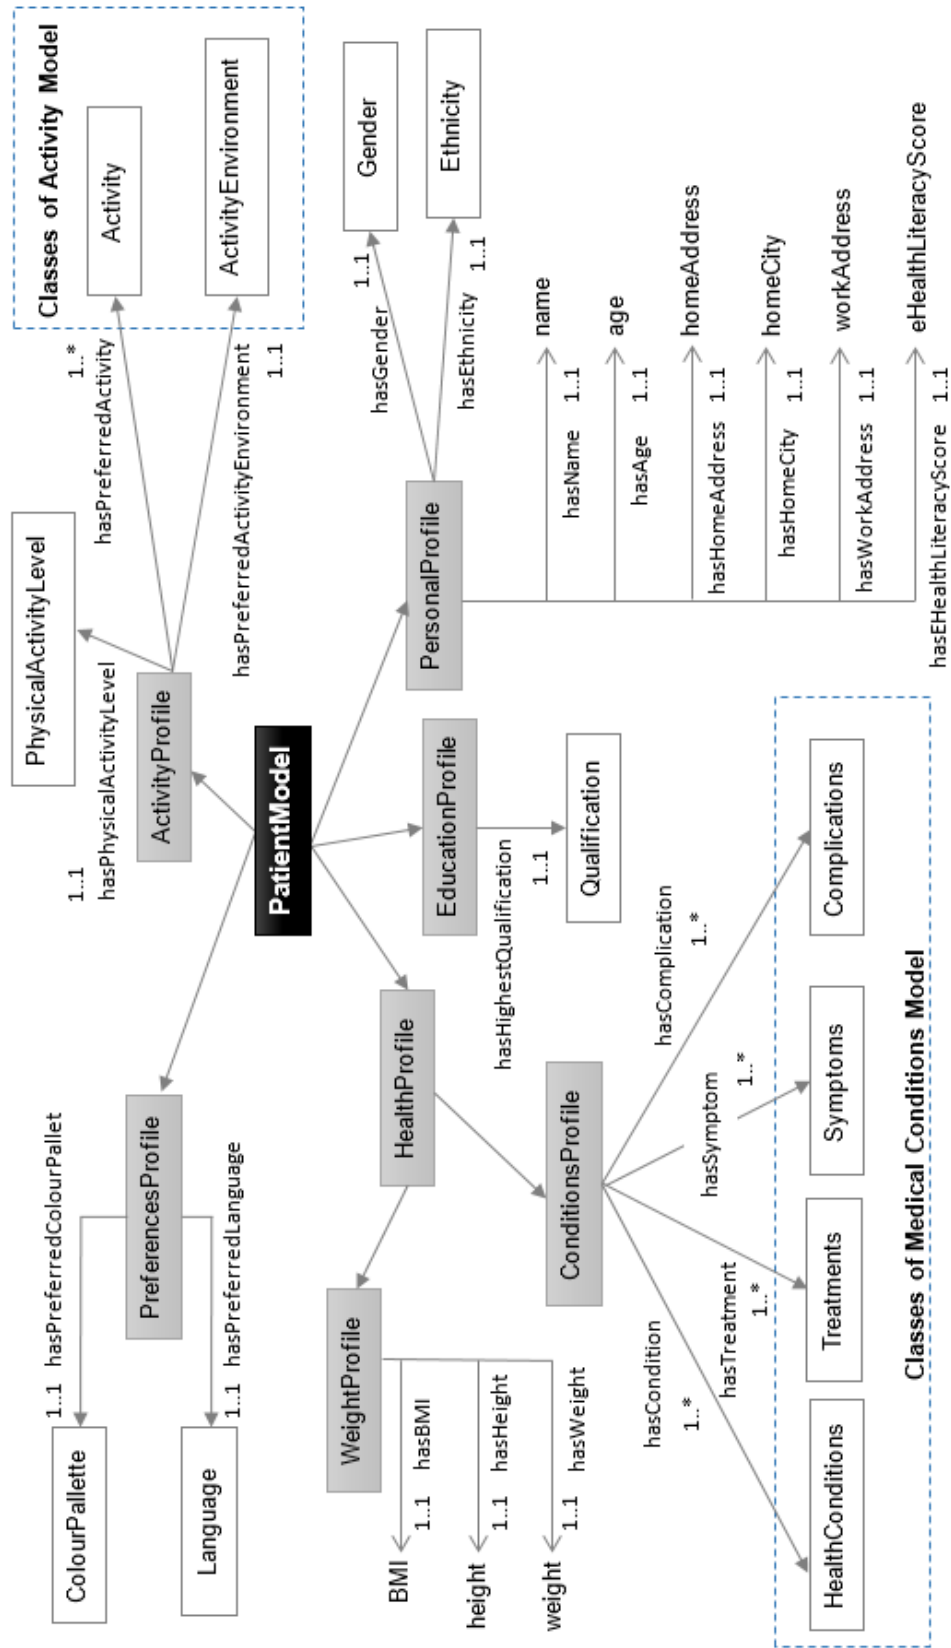 Classes of Activity Model
Activity
ActivityEnvironment
1..*
hasPreferredActivity
hasPreferredActivityEnvironment
1..1
PhysicalActivityLevel
hasPhysicalActivityLevel
1..1
ActivityProfile
PatientModel
PreferencesProfile
hasPreferredColourPallet
1..1
ColourPallette
hasPreferredLanguage
1..1
Language
Gender
Ethnicity
hasGender
1..1
hasEthnicity
1..1
PersonalProfile
name
hasName
1..1
age
hasAge
1..1
homeAddress
hasHomeAddress
1..1
homeCity
hasHomeCity
1..1
workAddress
hasWorkAddress
1..1
eHealthLiteracyScore
hasEHealthLiteracyScore
1..1
EducationProfile
hasHighestQualification
1..1
Qualification
HealthProfile
WeightProfile
BMI
hasBMI
1..1
height
hasHeight
1..1
weight
hasWeight
1..1
ConditionsProfile
hasCondition
1..*
hasTreatment
1..*
hasSymptom
1..*
hasComplication
1..*
HealthConditions
Treatments
Symptoms
Complications
Classes of Medical Conditions Model